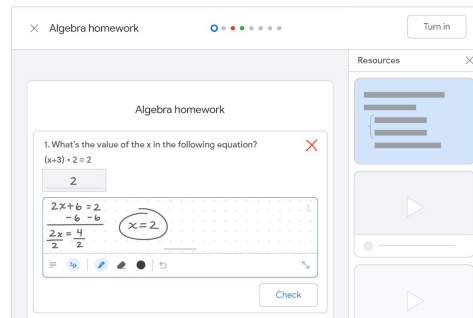 Algebra homework
Turn in
Resources
Algebra homework
1. What's the value of the x in the following equation?
(x+3) • 2 = 2
2
2x+6 = 2
-6 -6
2x = 4
2 2
x=2
Check